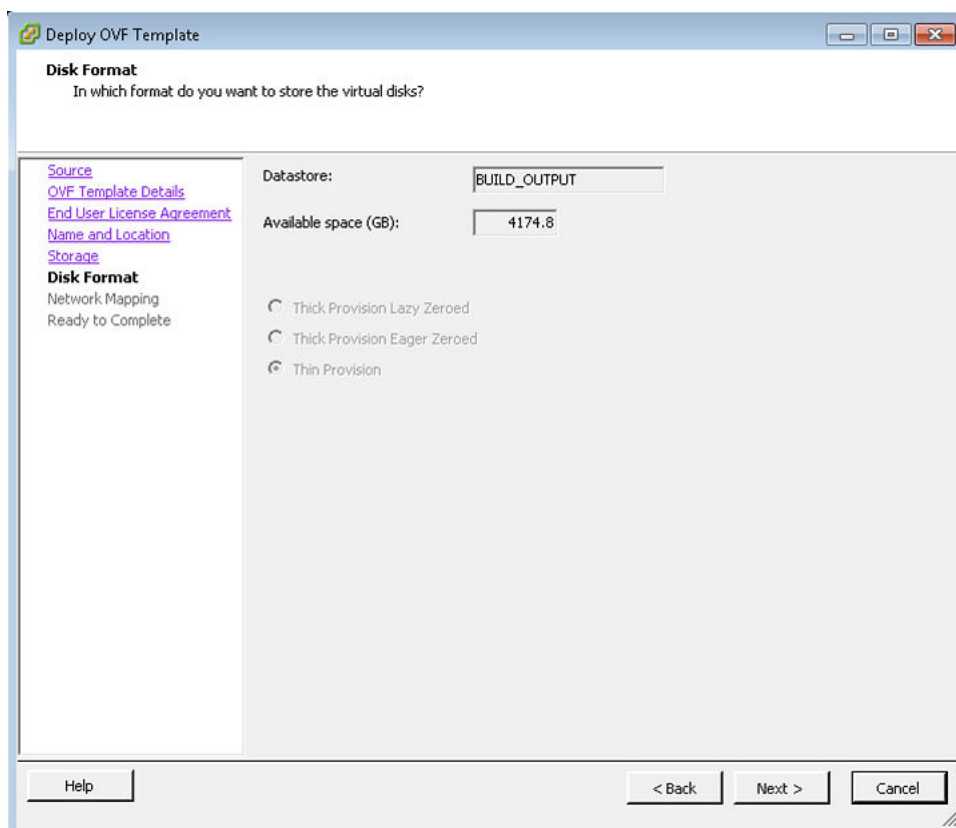 Deploy OVF Template
Disk Format
In which format do you want to store the virtual disks?
Source
OVF Template Details
End User License Agreement
Name and Location
Storage
Disk Format
Network Mapping
Ready to Complete
Datastore: BUILD_OUTPUT
Available space (GB): 4174.8
Thick Provision Lazy Zeroed
Thick Provision Eager Zeroed
Thin Provision
Help
< Back
Next >
Cancel